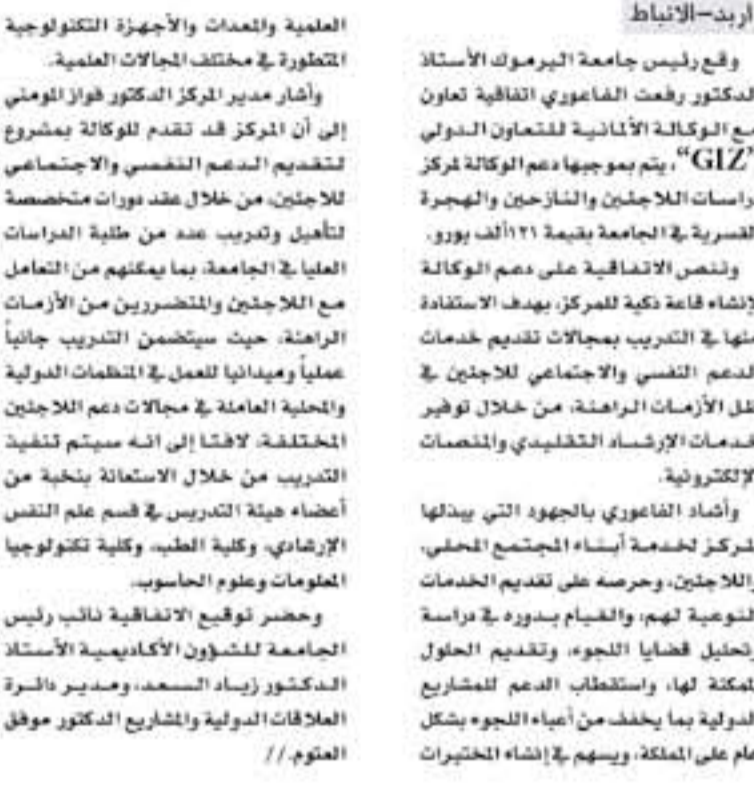 اربد-الانباط
وقع رئيس جامعة اليرموك الأستاذ
الدكتور رفعت الفاعوري اتفاقية تعاون
مع الوكالة الألمانية للتعاون الدولي
"GIZ"، يتم بموجبها دعم الوكالة لمركز
دراسات اللاجئين والنازحين والهجرة
القسرية في الجامعة بقيمة ١٢١ألف يورو.
وتنص الاتفاقية على دعم الوكالة
إنشاء قاعة ذكية للمركز، بهدف الاستفادة
منها في التدريب بمجالات تقديم خدمات
الدعم النفسي والاجتماعي للاجئين في
ظل الأزمات الراهنة، من خلال توفير
خدمات الإرشاد التقليدي والمنصات
الإلكترونية.
وأشاد الفاعوري بالجهود التي يبذلها
المركز لخدمة أبناء المجتمع المحلي،
واللاجئين، وحرصه على تقديم الخدمات
النوعية لهم، والقيام بدوره في دراسة
وتحليل قضايا اللجوء، وتقديم الحلول
الممكنة لها، واستقطاب الدعم للمشاريع
الدولية بما يخفف من أعباء اللجوء بشكل
عام على المملكة، ويسهم في إنشاء المختبرات
العلمية والمعدات والأجهزة التكنولوجية
المتطورة في مختلف المجالات العلمية.
وأشار مدير المركز الدكتور فواز المومني
إلى أن المركز قد تقدم للوكالة بمشروع
لتقديم الدعم النفسي والاجتماعي
للاجئين، من خلال عقد دورات متخصصة
لتأهيل وتدريب عدد من طلبة الدراسات
العليا في الجامعة، بما يمكنهم من التعامل
مع اللاجئين والمتضررين من الأزمات
الراهنة، حيث سيتضمن التدريب جانباً
عملياً وميدانيا للعمل في المنظمات الدولية
والمحلية العاملة في مجالات دعم اللاجئين
المختلفة، لافتا إلى انه سيتم تنفيذ
التدريب من خلال الاستعانة بنخبة من
أعضاء هيئة التدريس في قسم علم النفس
الإرشادي، وكلية الطب، وكلية تكنولوجيا
المعلومات وعلوم الحاسوب.
وحضر توقيع الاتفاقية نائب رئيس
الجامعة للشؤون الأكاديمية الأستاذ
الدكتور زياد السعد، ومدير دائرة
العلاقات الدولية والمشاريع الدكتور موفق
العتوم.//